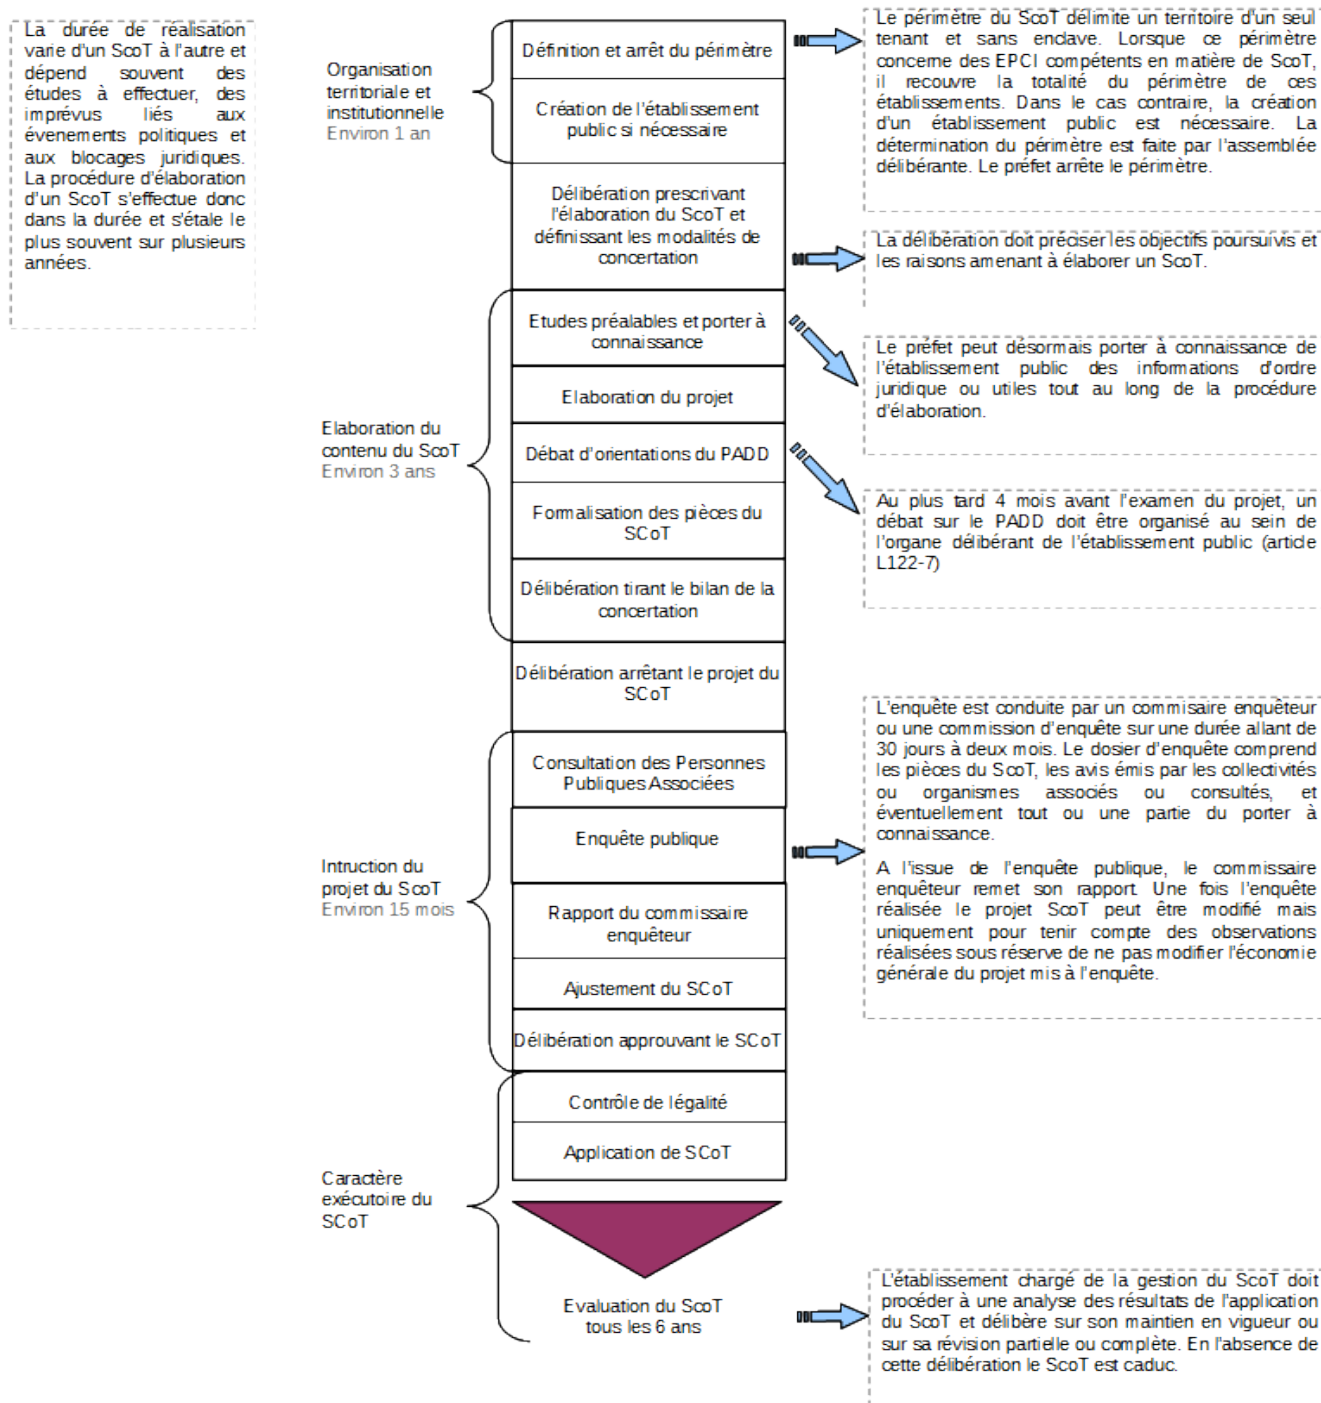 La durée de réalisation
varie d'un ScoT à l'autre et
dépend souvent des
études à effectuer, des
imprévus liés aux
évenements politiques et
aux blocages juridiques.
La procédure d'élaboration
d'un ScoT s'effectue donc
dans la durée et s'étale le
plus souvent sur plusieurs
années.
Organisation
territoriale et
institutionnelle
Environ 1 an
Définition et arrêt du périmètre
Création de l'établissement
public si nécessaire
Délibération prescrivant
l'élaboration du ScoT et
définissant les modalités de
concertation
Le périmètre du ScoT délimite un territoire d'un seul
tenant et sans enclave. Lorsque ce périmètre
concerne des EPCI compétents en matière de ScoT,
il recouvre la totalité du périmètre de ces
établissements. Dans le cas contraire, la création
d'un établissement public est nécessaire. La
détermination du périmètre est faite par l'assemblée
délibérante. Le préfet arrête le périmètre.
La délibération doit préciser les objectifs poursuivis et
les raisons amenant à élaborer un ScoT.
Elaboration du
contenu du ScoT
Environ 3 ans
Etudes préalables et porter à
connaissance
Elaboration du projet
Débat d'orientations du PADD
Formalisation des pièces du
SCoT
Délibération tirant le bilan de la
concertation
Délibération arrêtant le projet du
SCoT
Le préfet peut désormais porter à connaissance de
l'établissement public des informations d'ordre
juridique ou utiles tout au long de la procédure
d'élaboration.
Au plus tard 4 mois avant l'examen du projet, un
débat sur le PADD doit être organisé au sein de
l'organe délibérant de l'établissement public (article
L122-7)
Intruction du
projet du ScoT
Environ 15 mois
Consultation des Personnes
Publiques Associées
Enquête publique
Rapport du commissaire
enquêteur
Ajustement du SCoT
Délibération approuvant le SCoT
L'enquête est conduite par un commisaire enquêteur
ou une commission d'enquête sur une durée allant de
30 jours à deux mois. Le dosier d'enquête comprend
les pièces du ScoT, les avis émis par les collectivités
ou organismes associés ou consultés, et
éventuellement tout ou une partie du porter à
connaissance.
A l'issue de l'enquête publique, le commissaire
enquêteur remet son rapport. Une fois l'enquête
réalisée le projet ScoT peut être modifié mais
uniquement pour tenir compte des observations
réalisées sous réserve de ne pas modifier l'économie
générale du projet mis à l'enquête.
Caractère
exécutoire du
SCoT
Contrôle de légalité
Application de SCoT
Evaluation du ScoT
tous les 6 ans
L'établissement chargé de la gestion du ScoT doit
procéder à une analyse des résultats de l'application
du ScoT et délibère sur son maintien en vigueur ou
sur sa révision partielle ou complète. En l'absence de
cette délibération le ScoT est caduc.